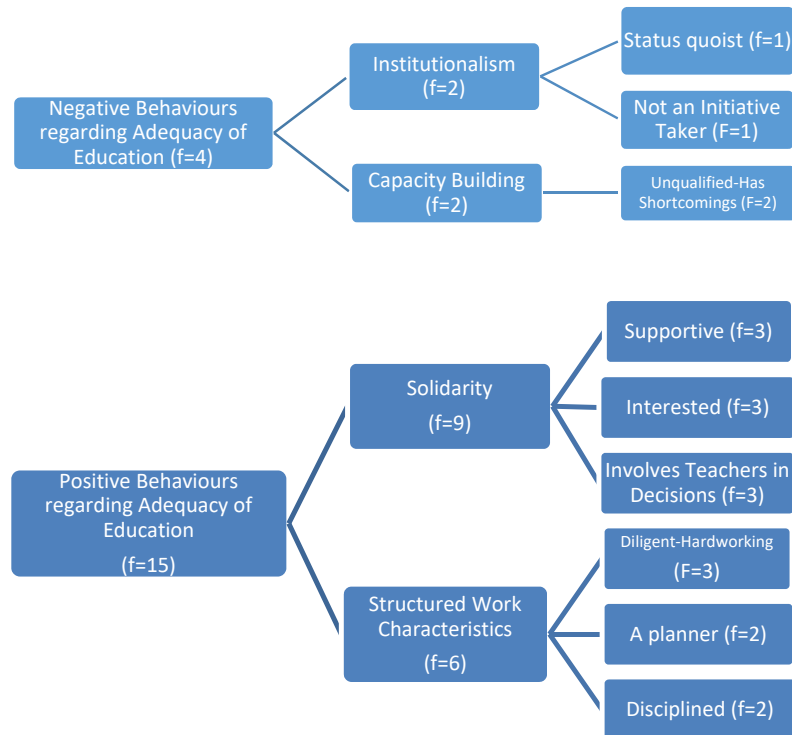 Negative Behaviours
regarding Adequacy of
Education (f=4)
Institutionalism
(f=2)
Status quoist (f=1)
Not an Initiative
Taker (F=1)
Capacity Building
(f=2)
Unqualified-Has
Shortcomings (F=2)
Positive Behaviours
regarding Adequacy of
Education
(f=15)
Solidarity
(f=9)
Supportive (f=3)
Interested (f=3)
Involves Teachers in
Decisions (f=3)
Structured Work
Characteristics
(f=6)
Diligent-Hardworking
(F=3)
A planner (f=2)
Disciplined (f=2)